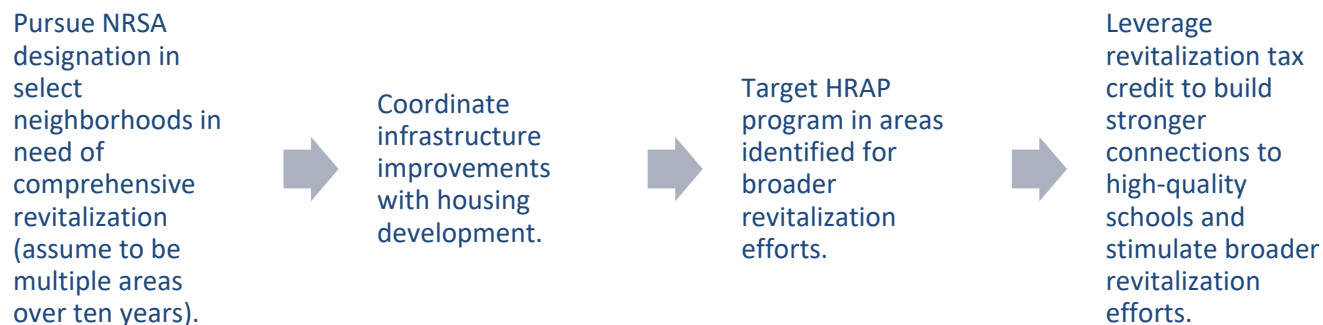 Pursue NRSA
designation in
select
neighborhoods in
need of
comprehensive
revitalization
(assume to be
multiple areas
over ten years).
Coordinate
infrastructure
improvements
with housing
development.
Target HRAP
program in areas
identified for
broader
revitalization
efforts.
Leverage
revitalization tax
credit to build
stronger
connections to
high-quality
schools and
stimulate broader
revitalization
efforts.